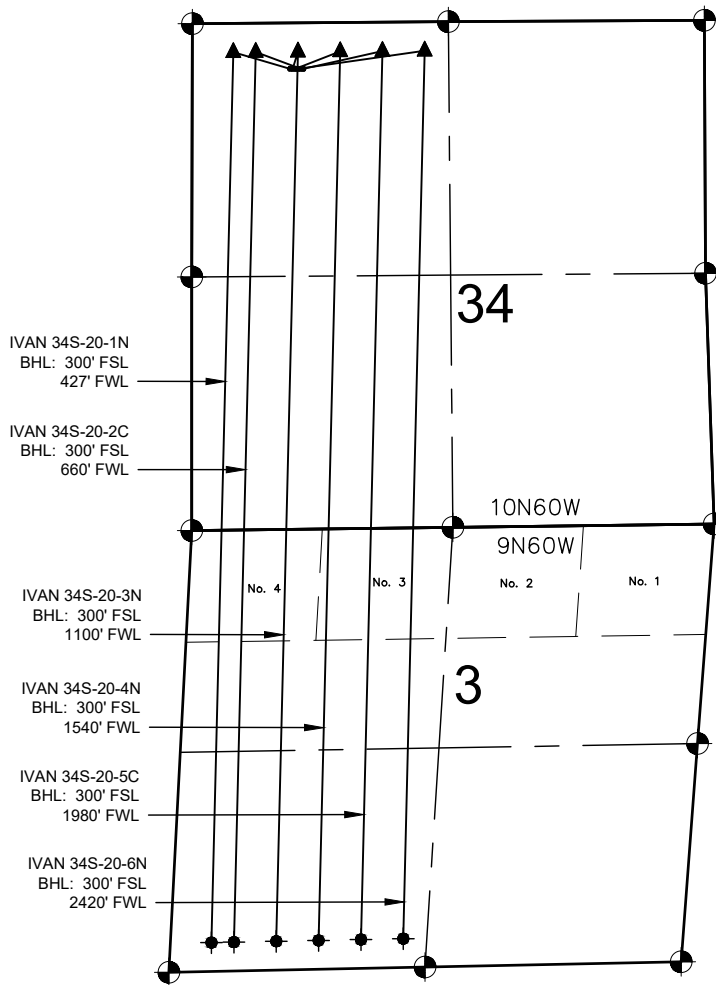 34
IVAN 34S-20-1N
BHL: 300' FSL
427' FWL
IVAN 34S-20-2C
BHL: 300' FSL
660' FWL
10N60W
9N60W
No. 4
No. 3
No. 2
No. 1
IVAN 34S-20-3N
BHL: 300' FSL
1100' FWL
3
IVAN 34S-20-4N
BHL: 300' FSL
1540' FWL
IVAN 34S-20-5C
BHL: 300' FSL
1980' FWL
IVAN 34S-20-6N
BHL: 300' FSL
2420' FWL